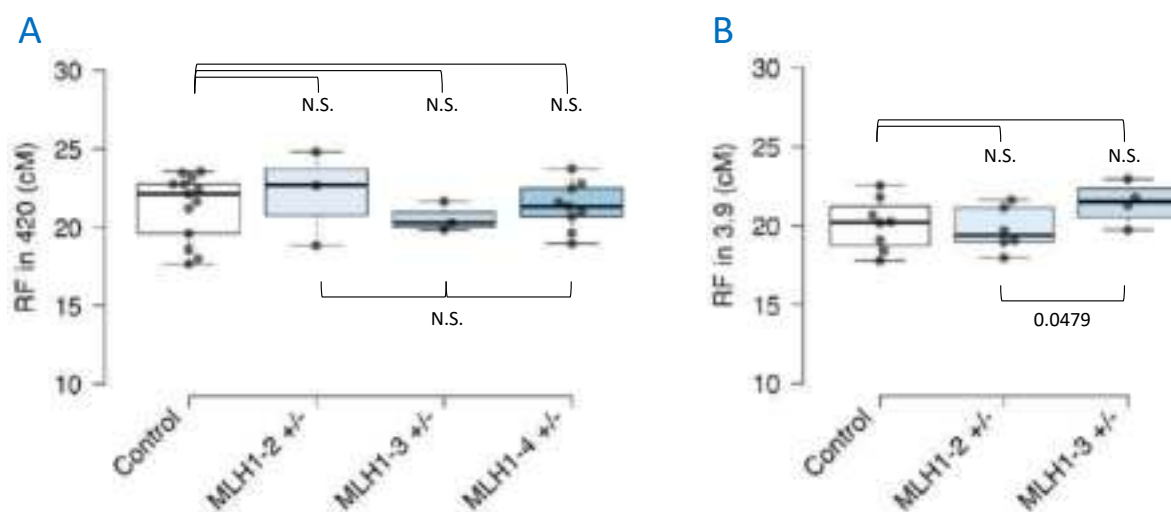 A
RF in 420 (cM)
30
25
20
15
10
N.S.
N.S.
N.S.
N.S.
Control
MLH1-2 +/-
MLH1-3 +/-
MLH1-4 +/-
B
RF in 3.9 (cM)
30
25
20
15
10
N.S.
N.S.
0.0479
Control
MLH1-2 +/-
MLH1-3 +/-